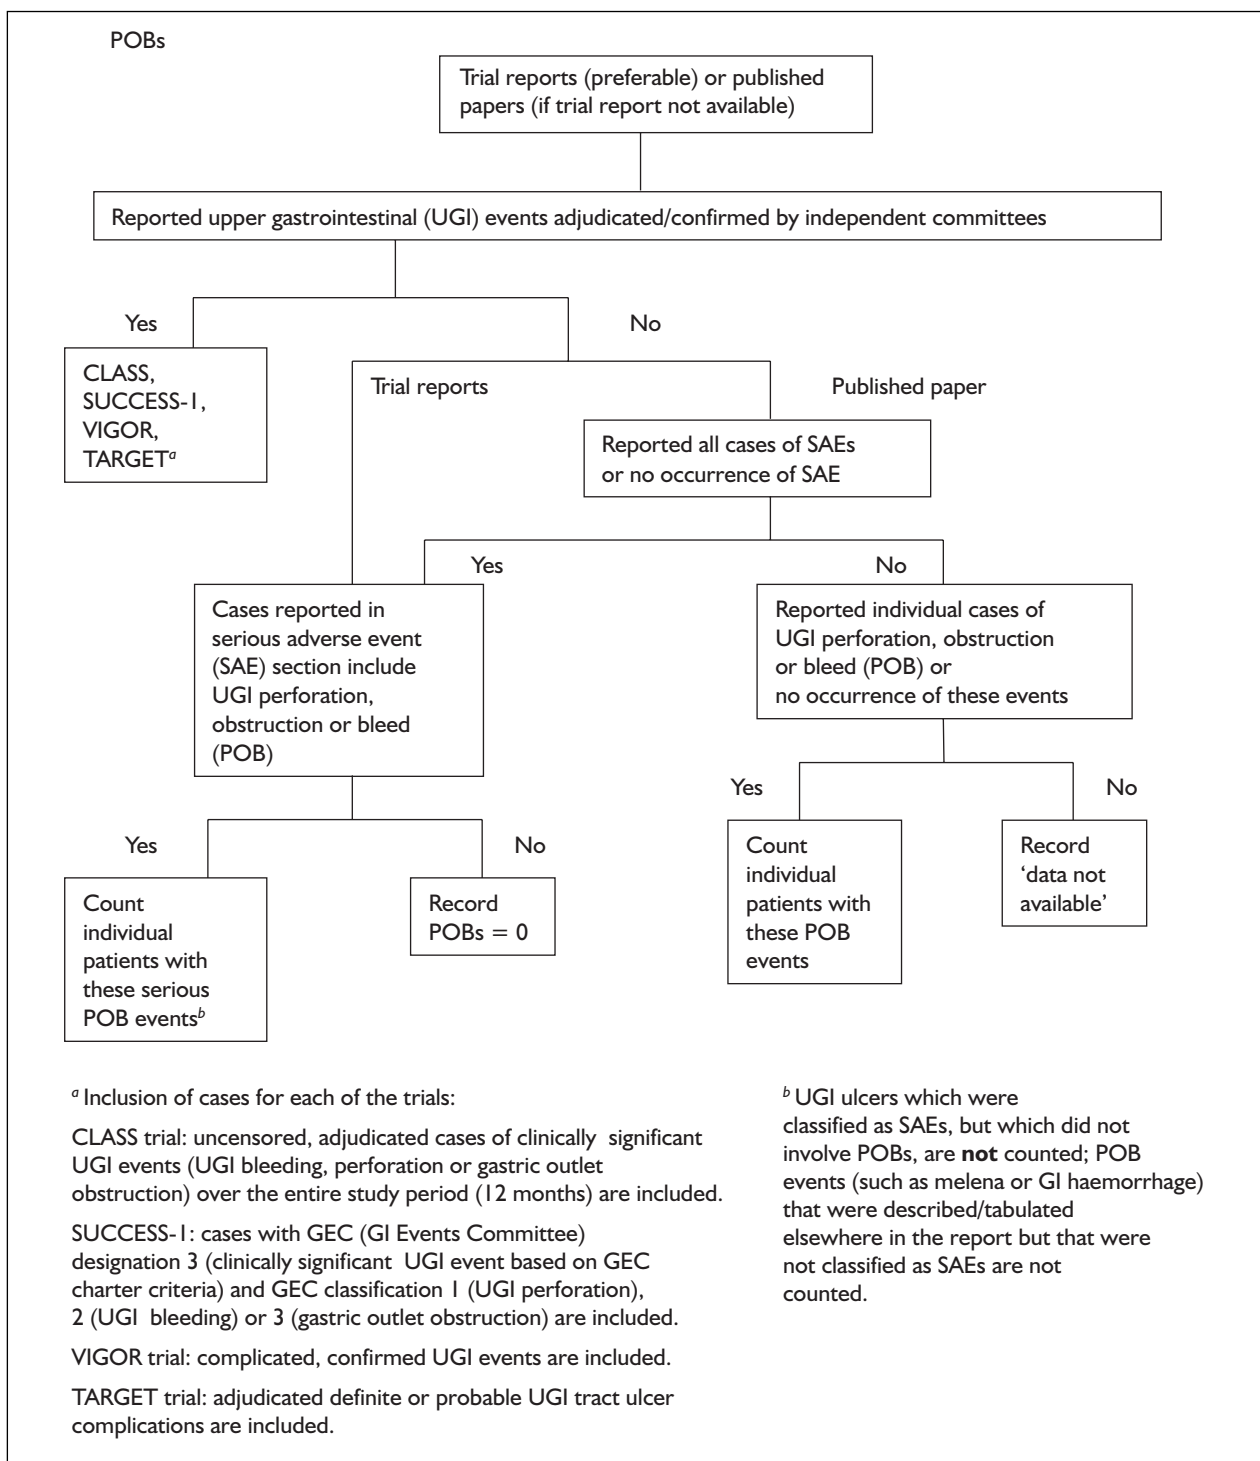 POBs
Trial reports (preferable) or published
papers (if trial report not available)
Reported upper gastrointestinal (UGI) events adjudicated/confirmed by independent committees
Yes
No
CLASS,
SUCCESS-1,
VIGOR,
TARGETa
Trial reports
Published paper
Reported all cases of SAEs
or no occurrence of SAE
Yes
No
Cases reported in
serious adverse event
(SAE) section include
UGI perforation,
obstruction or bleed
(POB)
Reported individual cases of
UGI perforation, obstruction
or bleed (POB) or
no occurrence of these events
Yes
No
Yes
No
Count
individual
patients with
these serious
POB eventsb
Record
POBs = 0
Count
individual
patients with
these POB
events
Record
‘data not
available’
a Inclusion of cases for each of the trials:
CLASS trial: uncensored, adjudicated cases of clinically significant
UGI events (UGI bleeding, perforation or gastric outlet
obstruction) over the entire study period (12 months) are included.
SUCCESS-1: cases with GEC (GI Events Committee)
designation 3 (clinically significant UGI event based on GEC
charter criteria) and GEC classification 1 (UGI perforation),
2 (UGI bleeding) or 3 (gastric outlet obstruction) are included.
VIGOR trial: complicated, confirmed UGI events are included.
TARGET trial: adjudicated definite or probable UGI tract ulcer
complications are included.
b UGI ulcers which were
classified as SAEs, but which did not
involve POBs, are not counted; POB
events (such as melena or GI haemorrhage)
that were described/tabulated
elsewhere in the report but that were
not classified as SAEs are not
counted.